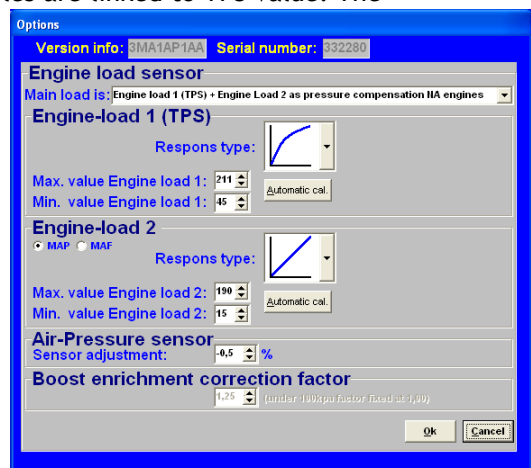 Options
Version info: 3MA1AP1AA Serial number: 332280
Engine load sensor
Main load is: Engine load 1 (TPS) + Engine Load 2 as pressure compensation NA engines
Engine-load 1 (TPS)
Respons type:
Max. value Engine load 1: 211
Automatic cal.
Min. value Engine load 1: 45
Engine-load 2
MAP MAF
Respons type:
Max. value Engine load 2: 190
Automatic cal.
Min. value Engine load 2: 15
Air-Pressure sensor
Sensor adjustment: -0,5 %
Boost enrichment correction factor
1,25 (under 100kpa factor fixed at 1,00)
Ok Cancel